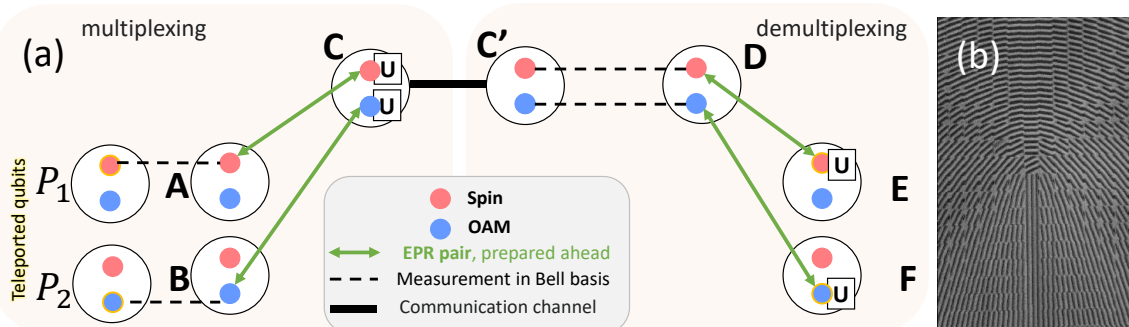 (a)
multiplexing
demultiplexing
(b)
C
C’
D
U
U
Teleported qubits
P1
A
E
U
P2
B
F
U
Spin
OAM
EPR pair, prepared ahead
Measurement in Bell basis
Communication channel